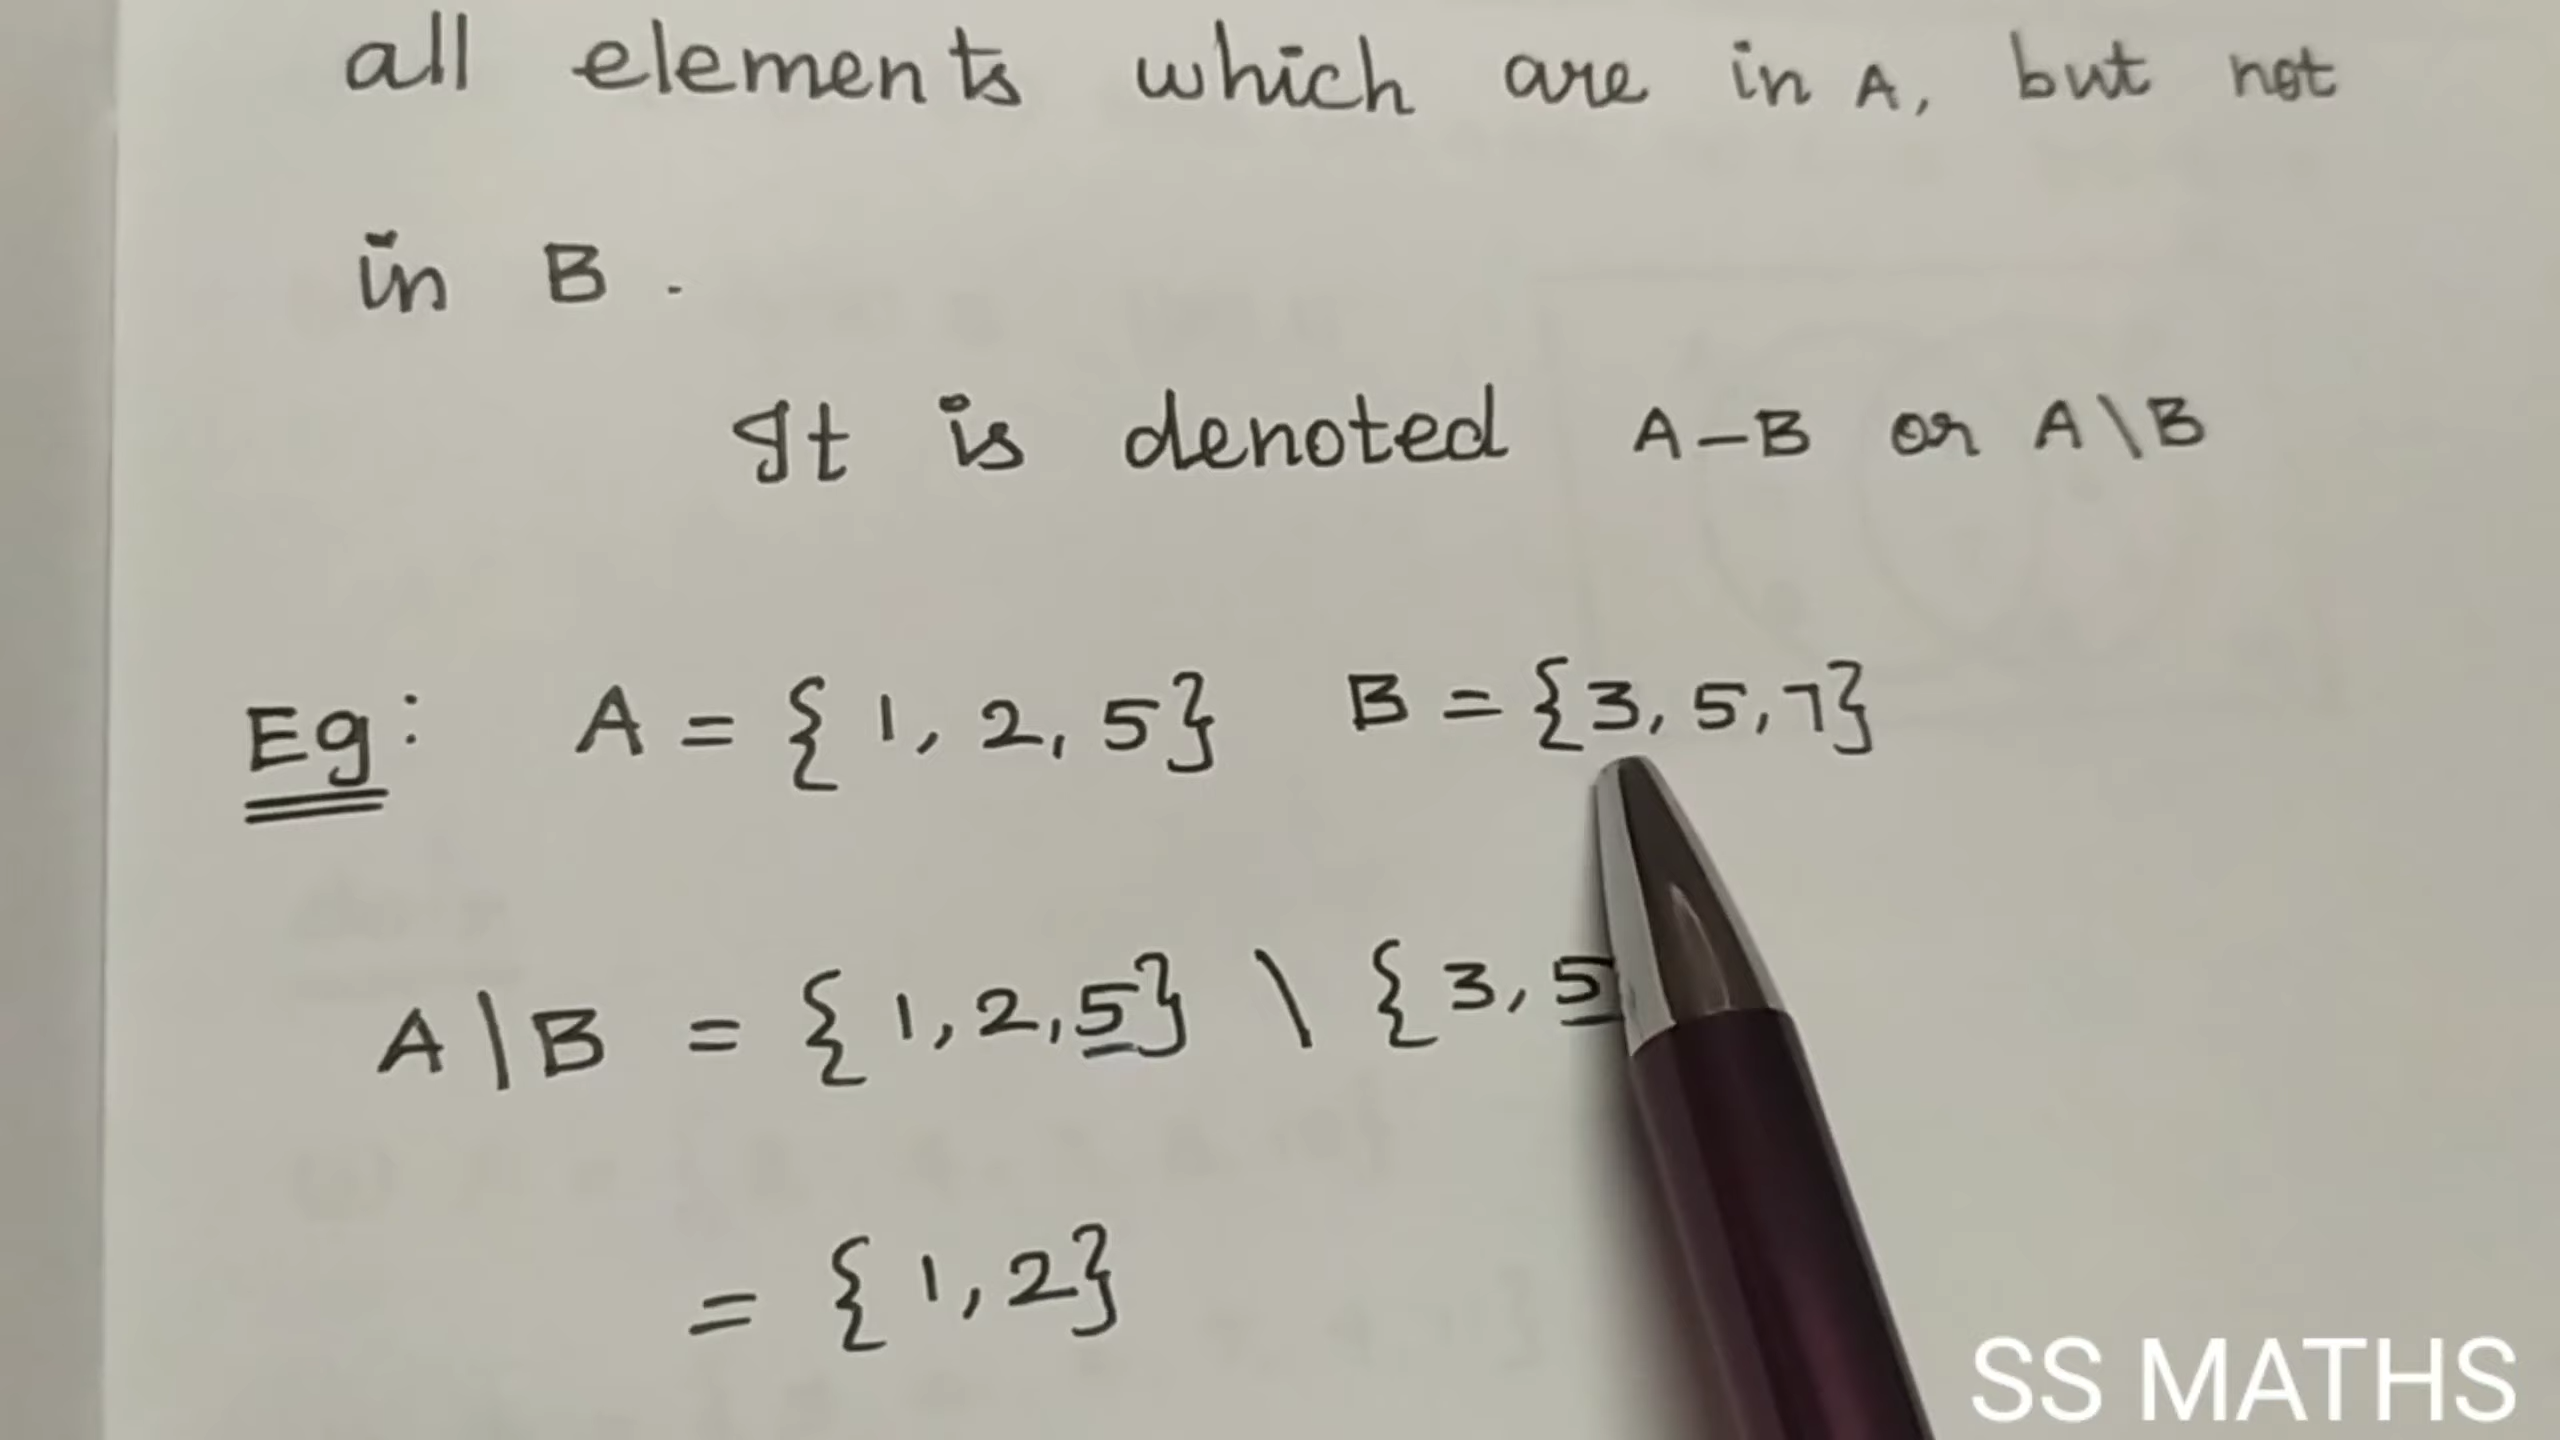 all elements which are in A, but not
in B.
It is denoted A-B or A\B
Eg: A = {1, 2, 5} B = {3, 5, 7}
A\B = {1, 2, 5} \ {3, 5
= {1, 2}
SS MATHS